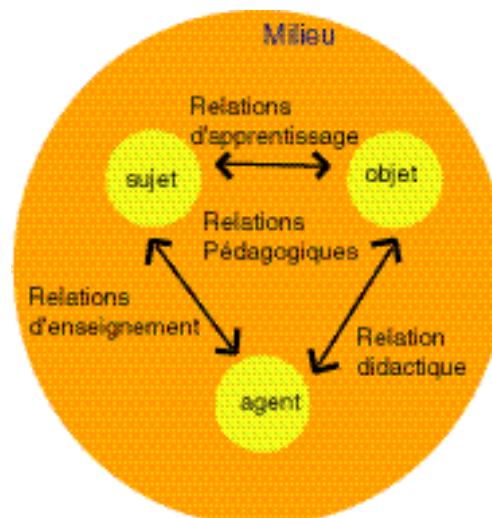 Milieu
Relations
d'apprentissage
sujet
objet
Relations
Pédagogiques
Relations
d'enseignement
Relation
didactique
agent